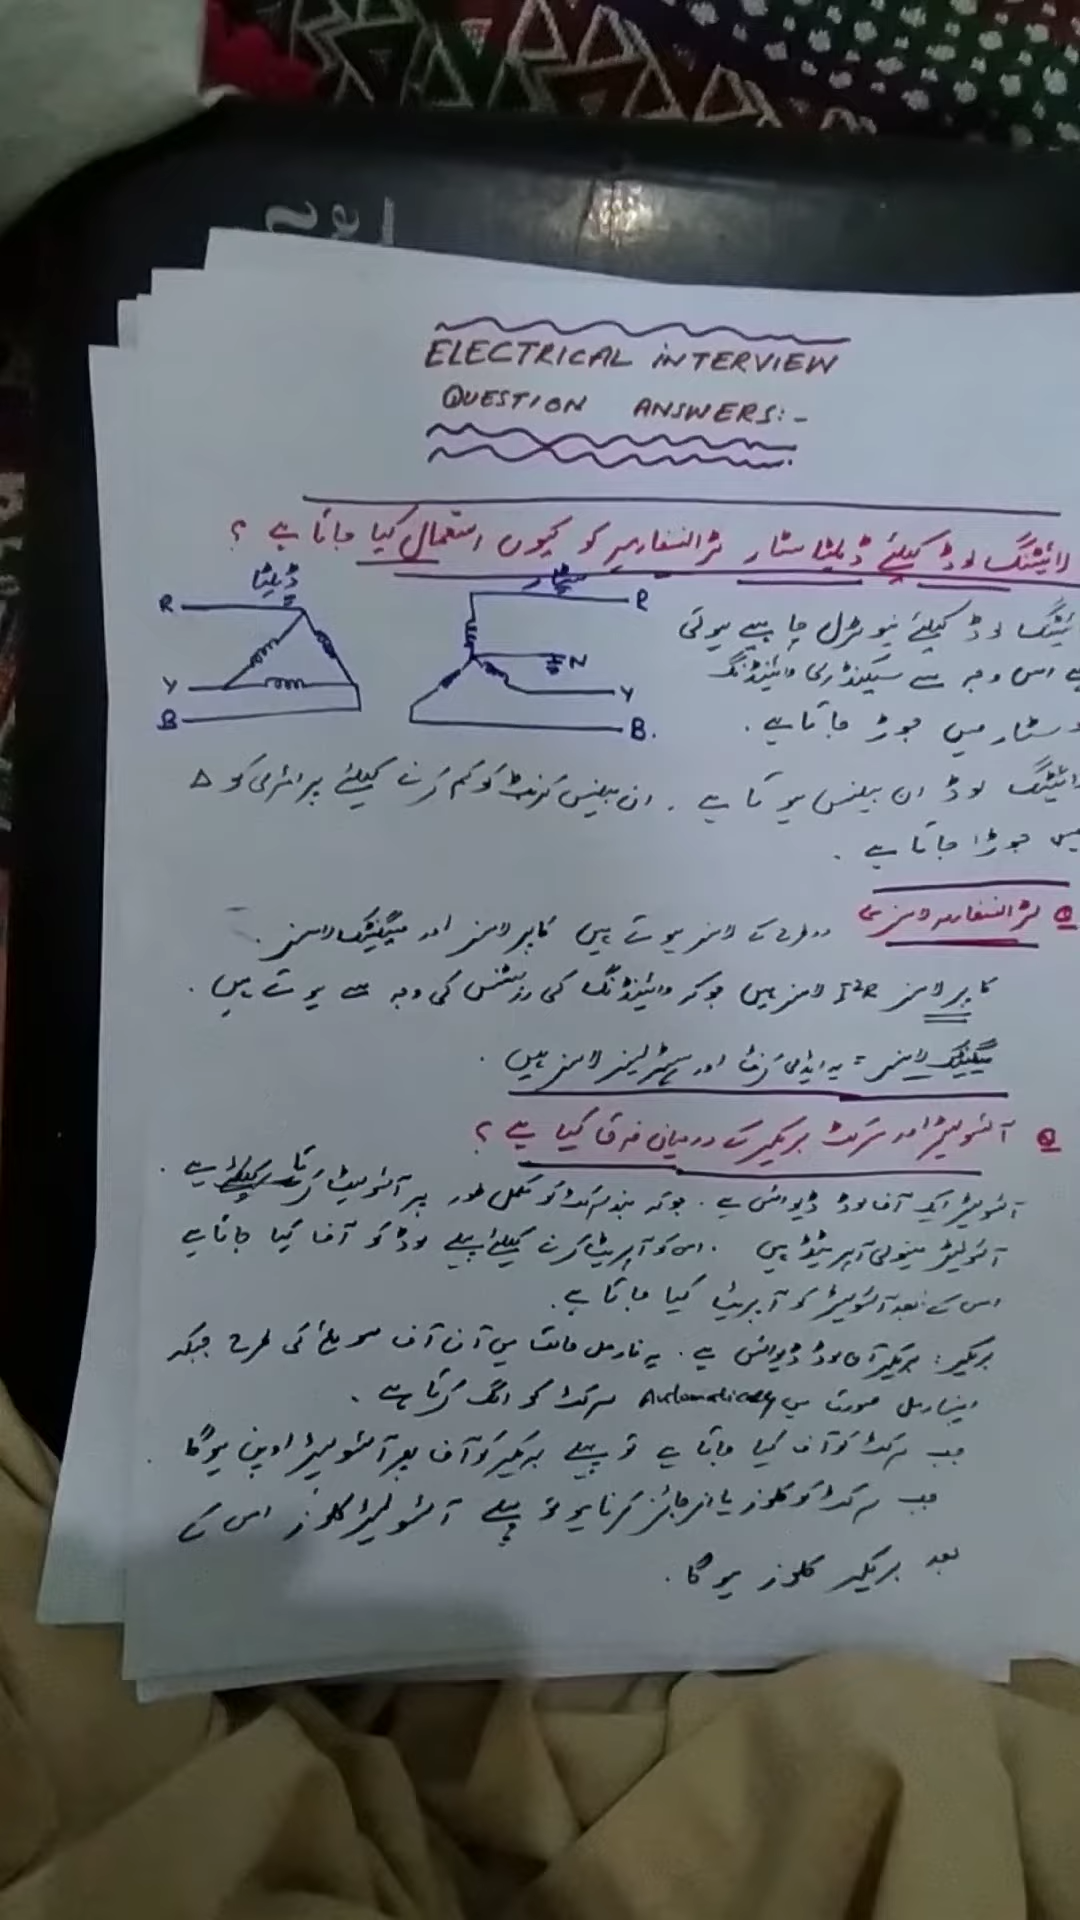 ELECTRICAL INTERVIEW
QUESTION ANSWERS:-
لائیٹنگ لوڈ کیلئے ڈیلٹا سٹار ٹرانسفارمر کو کیوں استعمال کیا جاتا ہے ؟
ڈیلٹا
سٹار
R
Y
B
R
N
Y
B.
لوڈ کیلئے نیوٹرل چاہیے ہوتی
اس وجہ سے سیکنڈری وائینڈنگ
سٹار میں جوڑ جاتا ہے .
لوڈ ان بیلنس ہوتا ہے . ان بیلنس کرنٹ کو کم کرنے کیلئے پرائمری کو Δ
میں جوڑا جاتا ہے .
ٹرانسفارمر لاسز دو طرح کے لاسز ہوتے ہیں کاپر لاسز اور میگنیٹک لاسز .
کاپر لاسز I²R لاسز ہیں جو کہ وائینڈنگ کی رزسٹنس کی وجہ سے ہوتے ہیں .
میگنیٹک لاسز = یہ ایڈی کرنٹ اور لاسز ہیں .
Q آئسولیٹر اور سرکٹ بریکر کے درمیان فرق کیا ہے ؟
آئسولیٹر ایک آف لوڈ ڈیوائس ہے . جو کہ سرکٹ کو مکمل طور پر آئسولیٹ کرتا ہے .
آئسولیٹر مینولی آپریٹڈ ہیں . اس کو آپریٹ کرنے کیلئے پہلے لوڈ کو آف کیا جاتا ہے
اس کے بعد آئسولیٹر کو آپریٹ کیا جاتا ہے .
بریکر : بریکر آن لوڈ ڈیوائس ہے . یہ نارمل حالت میں آن آف سویچ کی طرح جبکہ
ابنارمل صورت میں Automatically سرکٹ کو الگ کرتا ہے .
جب سرکٹ کو آف کیا جاتا ہے تو پہلے بریکر کو آف پھر آئسولیٹر اوپن ہوگا .
جب سرکٹ کو کلوز یا انرجائز کرنا ہو تو پہلے آئسولیٹر کلوز اس کے
بعد بریکر کلوز ہوگا .